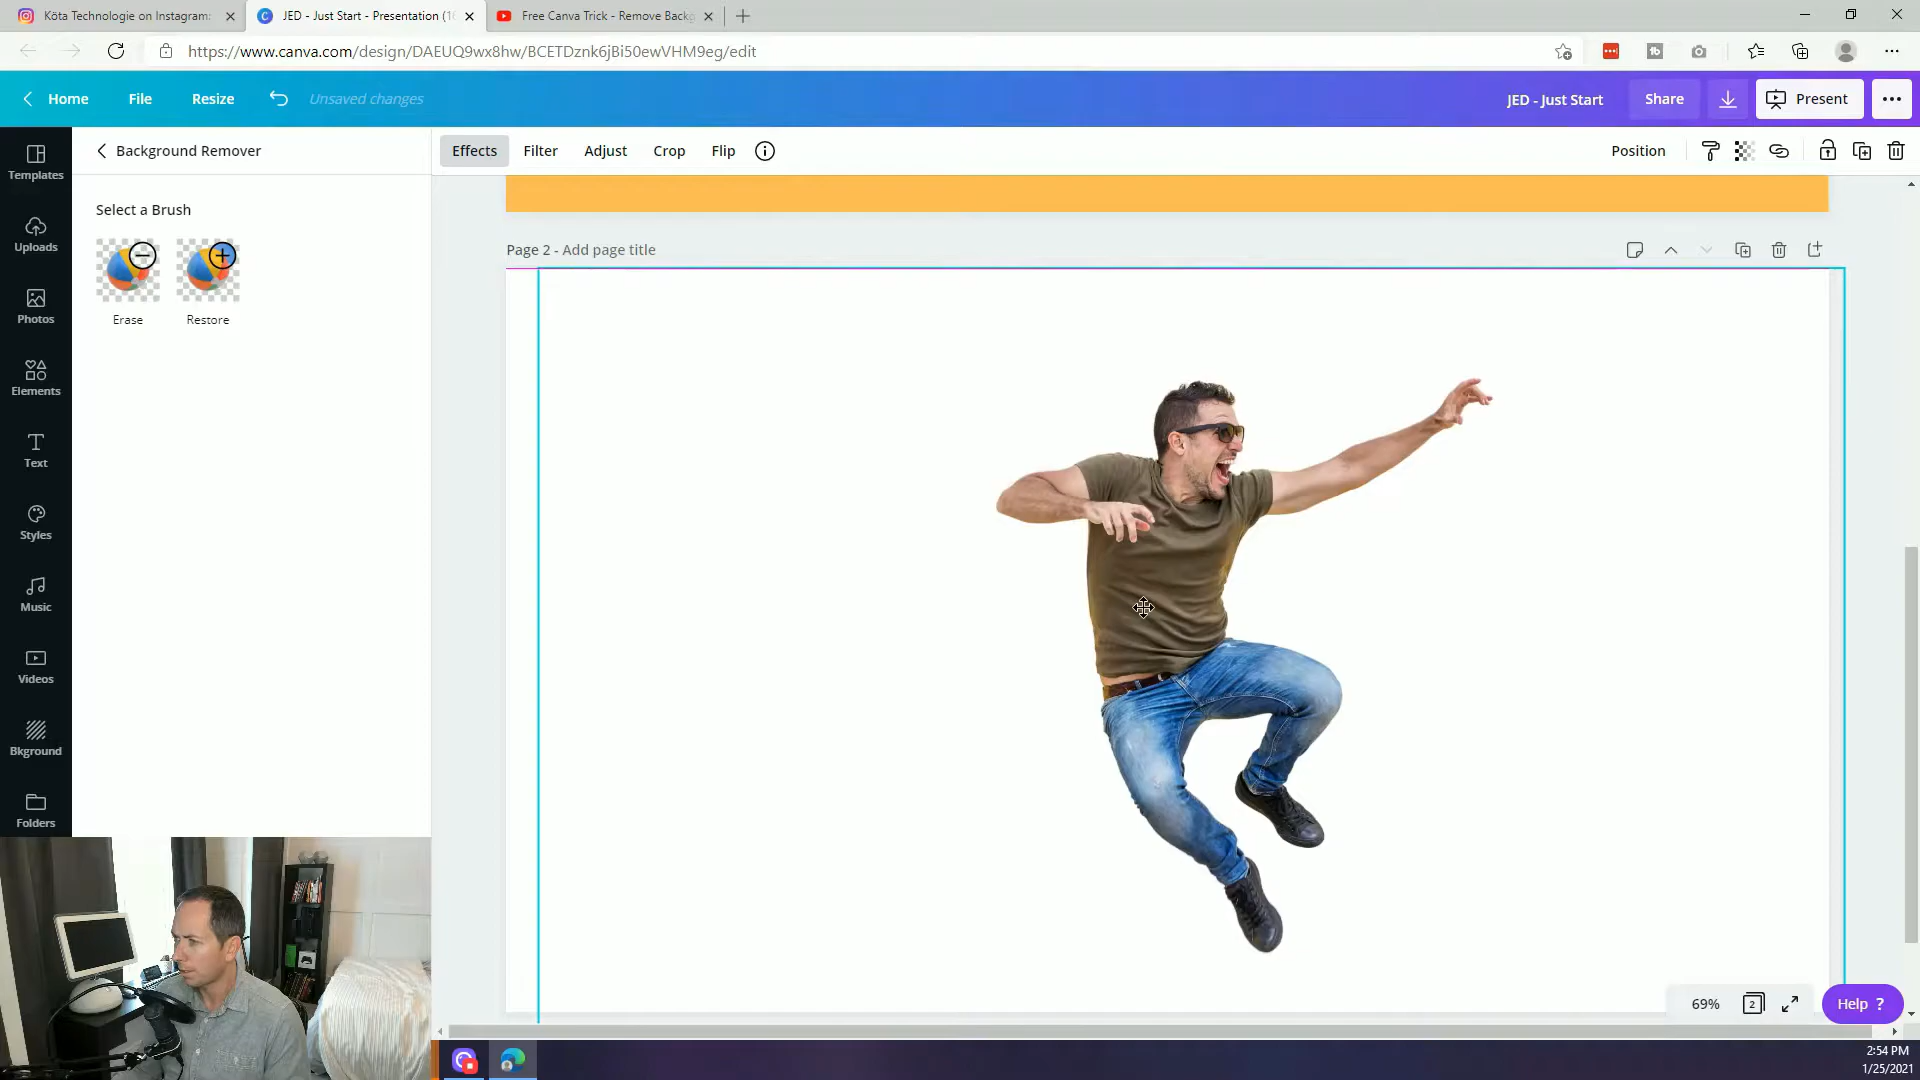 Kōta Technologie on Instagram:
JED - Just Start - Presentation (16
Free Canva Trick - Remove Backg
https://www.canva.com/design/DAEUQ9wx8hw/BCETDznk6jBi50ewVHM9eg/edit
Home File Resize Unsaved changes JED - Just Start Share Present
Templates
Uploads
Photos
Elements
Text
Styles
Music
Videos
Bkground
Folders
Background Remover
Select a Brush
Erase Restore
Effects Filter Adjust Crop Flip Position
Page 2 - Add page title
69% 2 Help ?
2:54 PM
1/25/2021